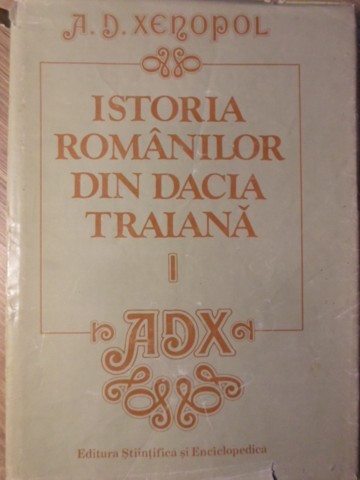 A. D. XENOPOL
ISTORIA
ROMÂNILOR
DIN DACIA
TRAIANĂ
I
ADX
Editura Științifică și Enciclopedică